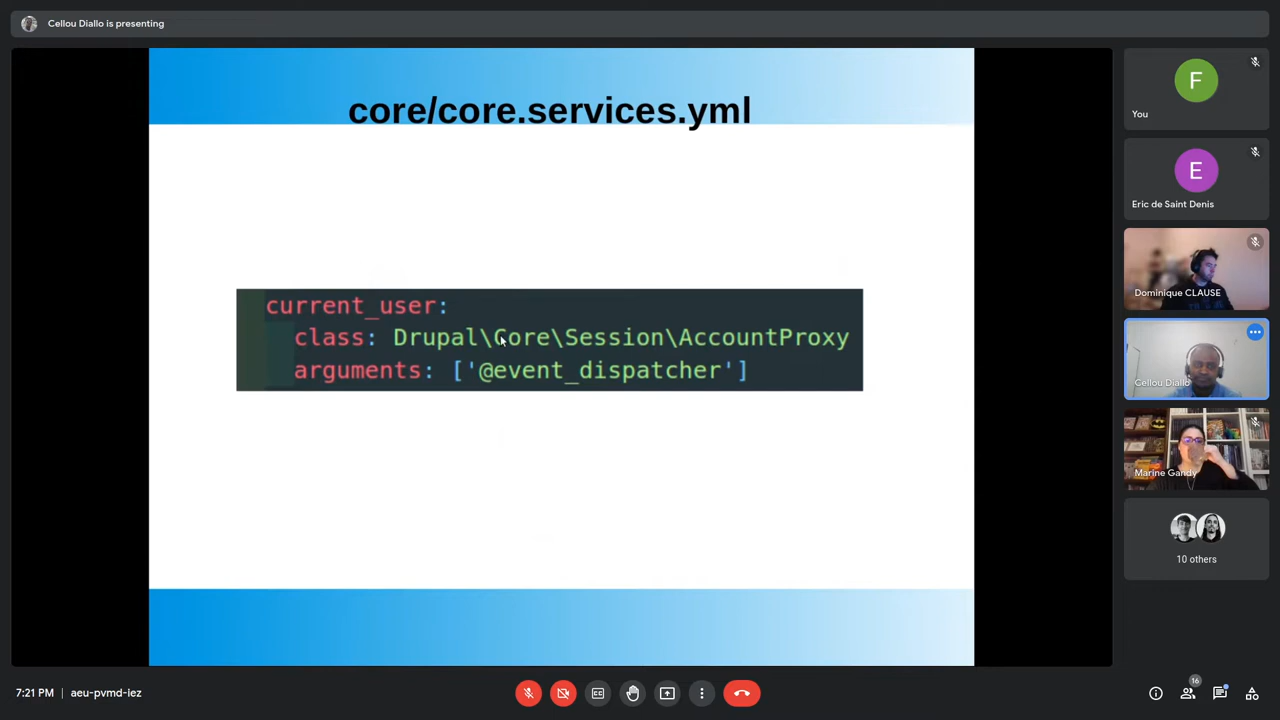 Cellou Diallo is presenting
core/core.services.yml
current_user:
class: Drupal\Core\Session\AccountProxy
arguments: ['@event_dispatcher']
F
You
E
Eric de Saint Denis
Dominique CLAUSE
Cellou Diallo
Marine Gandy
10 others
7:21 PM | aeu-pvmd-iez
16